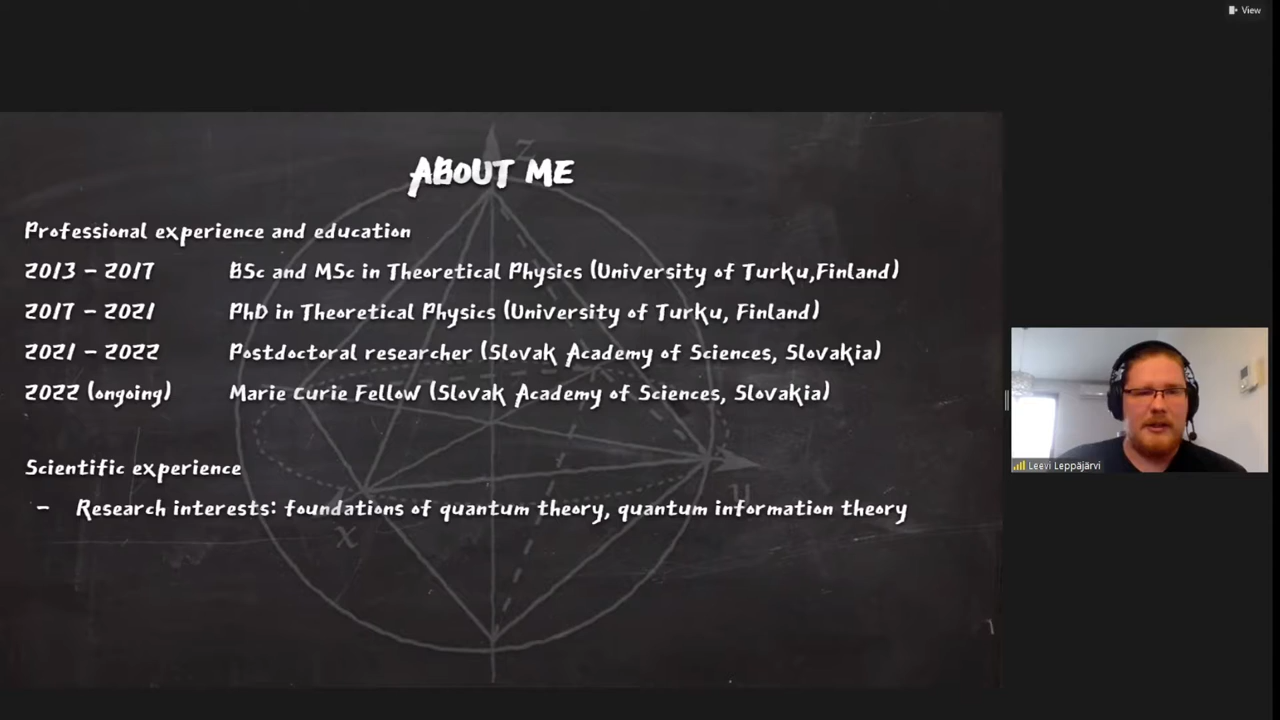 View
ABOUT ME
Professional experience and education
2013 – 2017 BSc and MSc in Theoretical Physics (University of Turku,Finland)
2017 – 2021 PhD in Theoretical Physics (University of Turku, Finland)
2021 – 2022 Postdoctoral researcher (Slovak Academy of Sciences, Slovakia)
2022 (ongoing) Marie Curie Fellow (Slovak Academy of Sciences, Slovakia)
Scientific experience
– Research interests: foundations of quantum theory, quantum information theory
z
y
x
Leevi Leppäjärvi